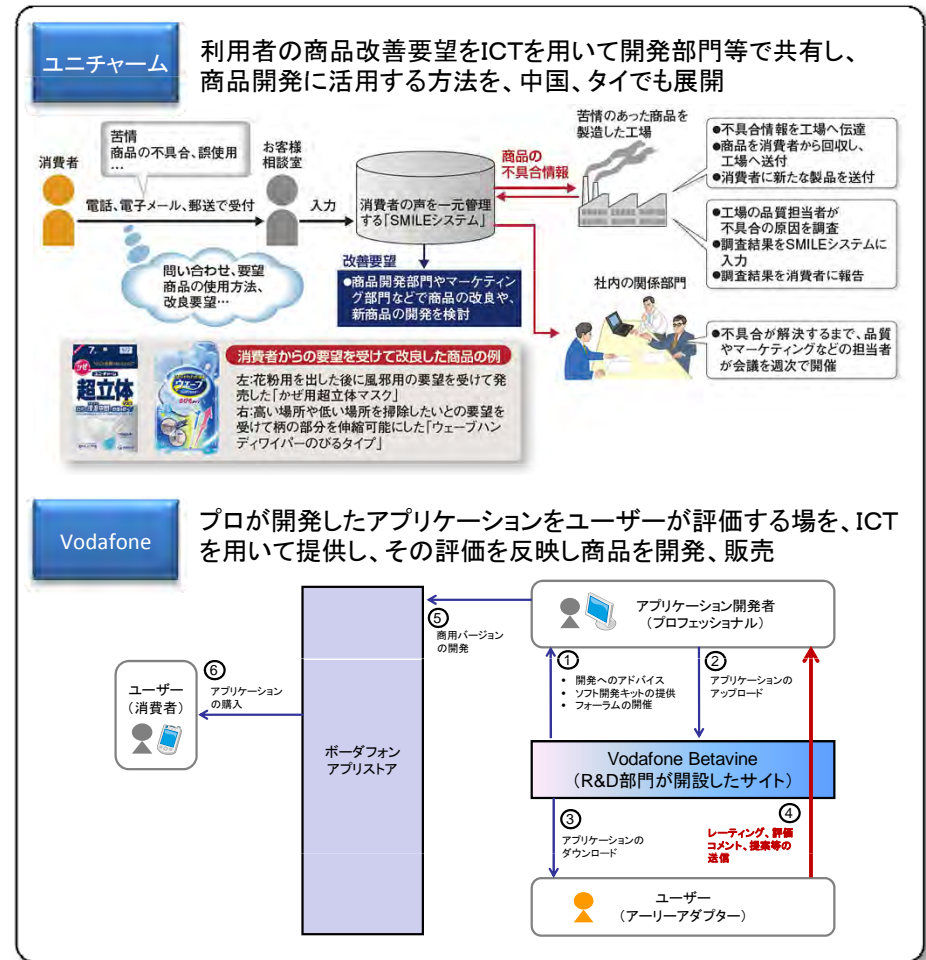 ユニチャーム
利用者の商品改善要望をICTを用いて開発部門等で共有し、
商品開発に活用する方法を、中国、タイでも展開
消費者
苦情
商品の不具合、誤使用
…
お客様
相談室
電話、電子メール、郵送で受付
入力
問い合わせ、要望
商品の使用方法、
改良要望…
消費者の声を一元管理
する「SMILEシステム」
商品の
不具合情報
改善要望
●商品開発部門やマーケティン
グ部門などで商品の改良や、
新商品の開発を検討
苦情のあった商品を
製造した工場
●不具合情報を工場へ伝達
●商品を消費者から回収し、
工場へ送付
●消費者に新たな製品を送付
●工場の品質担当者が
不具合の原因を調査
●調査結果をSMILEシステムに
入力
●調査結果を消費者に報告
社内の関係部門
●不具合が解決するまで、品質
やマーケティングなどの担当者
が会議を週次で開催
超立体
ウェーブ
消費者からの要望を受けて改良した商品の例
左:花粉用を出した後に風邪用の要望を受けて発
売した「かぜ用超立体マスク」
右:高い場所や低い場所を掃除したいとの要望を
受けて柄の部分を伸縮可能にした「ウェーブハン
ディワイパーのびるタイプ」
Vodafone
プロが開発したアプリケーションをユーザーが評価する場を、ICT
を用いて提供し、その評価を反映し商品を開発、販売
アプリケーション開発者
(プロフェッショナル)
⑤
商用バージョン
の開発
①
• 開発へのアドバイス
• ソフト開発キットの提供
• フォーラムの開催
②
アプリケーションの
アップロード
⑥
アプリケーション
の購入
ユーザー
(消費者)
ボーダフォン
アプリストア
Vodafone Betavine
(R&D部門が開設したサイト)
③
アプリケーションの
ダウンロード
④
レーティング、評価
コメント、提案等の
送信
ユーザー
(アーリーアダプター)